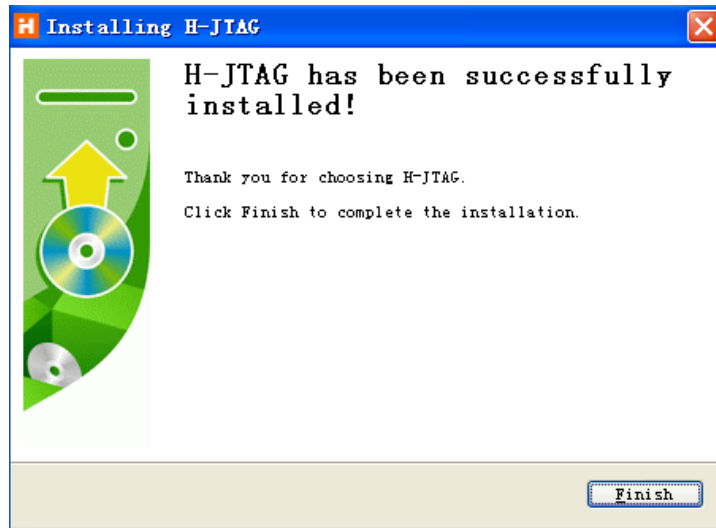 H Installing H-JTAG
H-JTAG has been successfully
installed!
Thank you for choosing H-JTAG.
Click Finish to complete the installation.
Finish